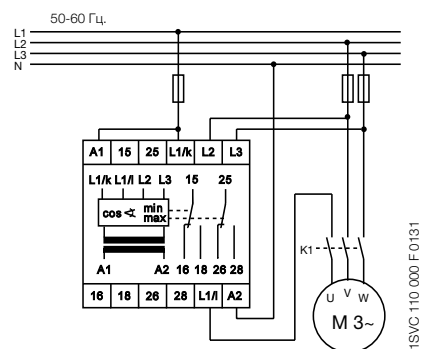 50-60 Гц.
L1
L2
L3
N
A1 15 25 L1/k L2 L3
L1/k L1/l L2 L3 15 25
cos ∢ min
max
A1 A2 16 18 26 28
16 18 26 28 L1/l A2
K1
U V W
M 3~
1SVC 110 000 F 0131